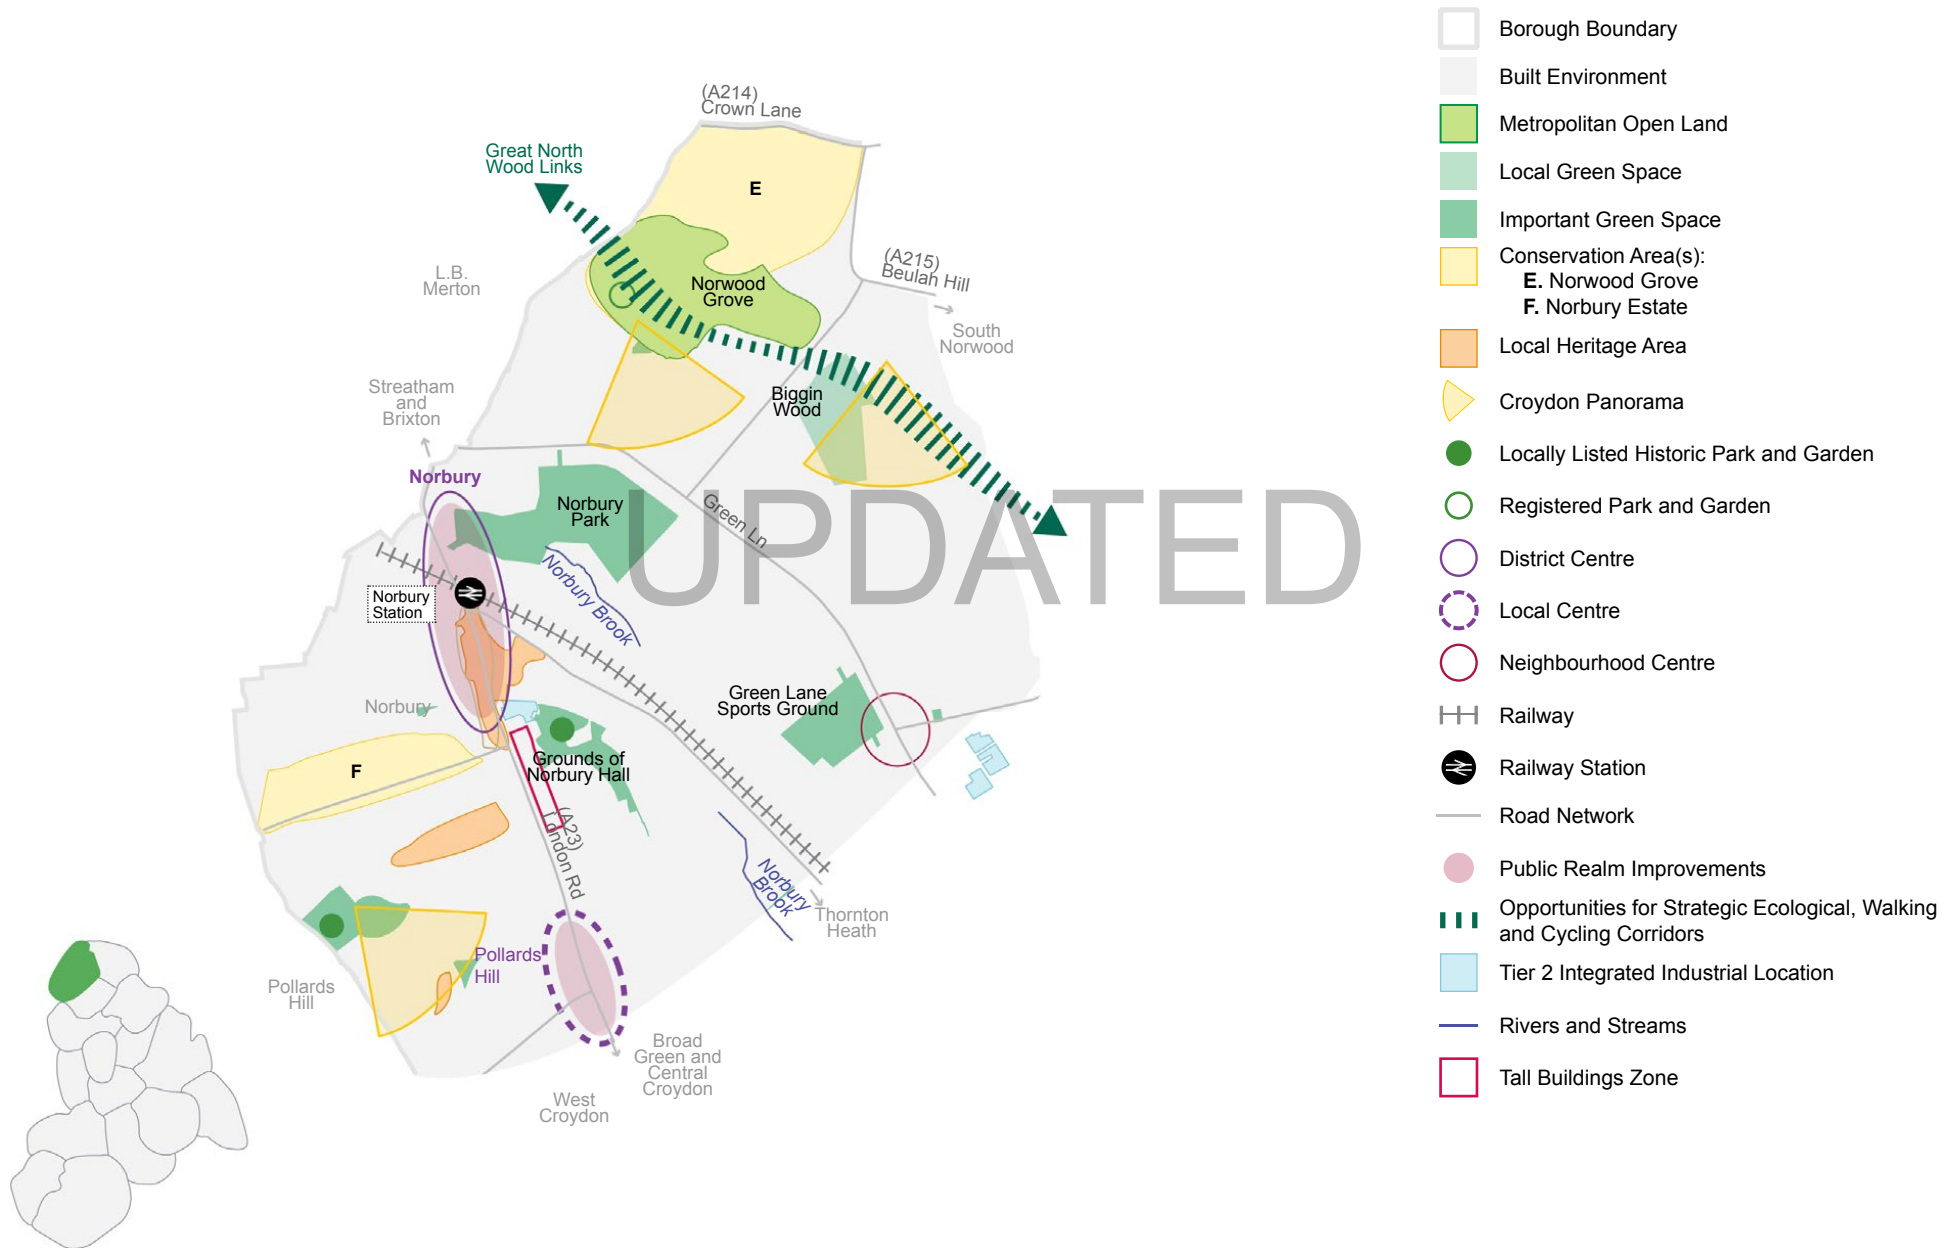 (A214)
Crown Lane
Great North
Wood Links
E
(A215)
Beulah Hill
L.B.
Merton
Norwood
Grove
South
Norwood
Streatham
and
Brixton
Biggin
Wood
Norbury
Norbury
Park
Green Ln
UPDATED
Norbury Brook
Norbury
Station
Green Lane
Sports Ground
Norbury
Grounds of
Norbury Hall
F
(A23)
London Rd
Norbury
Brook
Thornton
Heath
Pollards
Hill
Pollards
Hill
Broad
Green and
Central
Croydon
West
Croydon
Borough Boundary
Built Environment
Metropolitan Open Land
Local Green Space
Important Green Space
Conservation Area(s):
E. Norwood Grove
F. Norbury Estate
Local Heritage Area
Croydon Panorama
Locally Listed Historic Park and Garden
Registered Park and Garden
District Centre
Local Centre
Neighbourhood Centre
Railway
Railway Station
Road Network
Public Realm Improvements
Opportunities for Strategic Ecological, Walking
and Cycling Corridors
Tier 2 Integrated Industrial Location
Rivers and Streams
Tall Buildings Zone